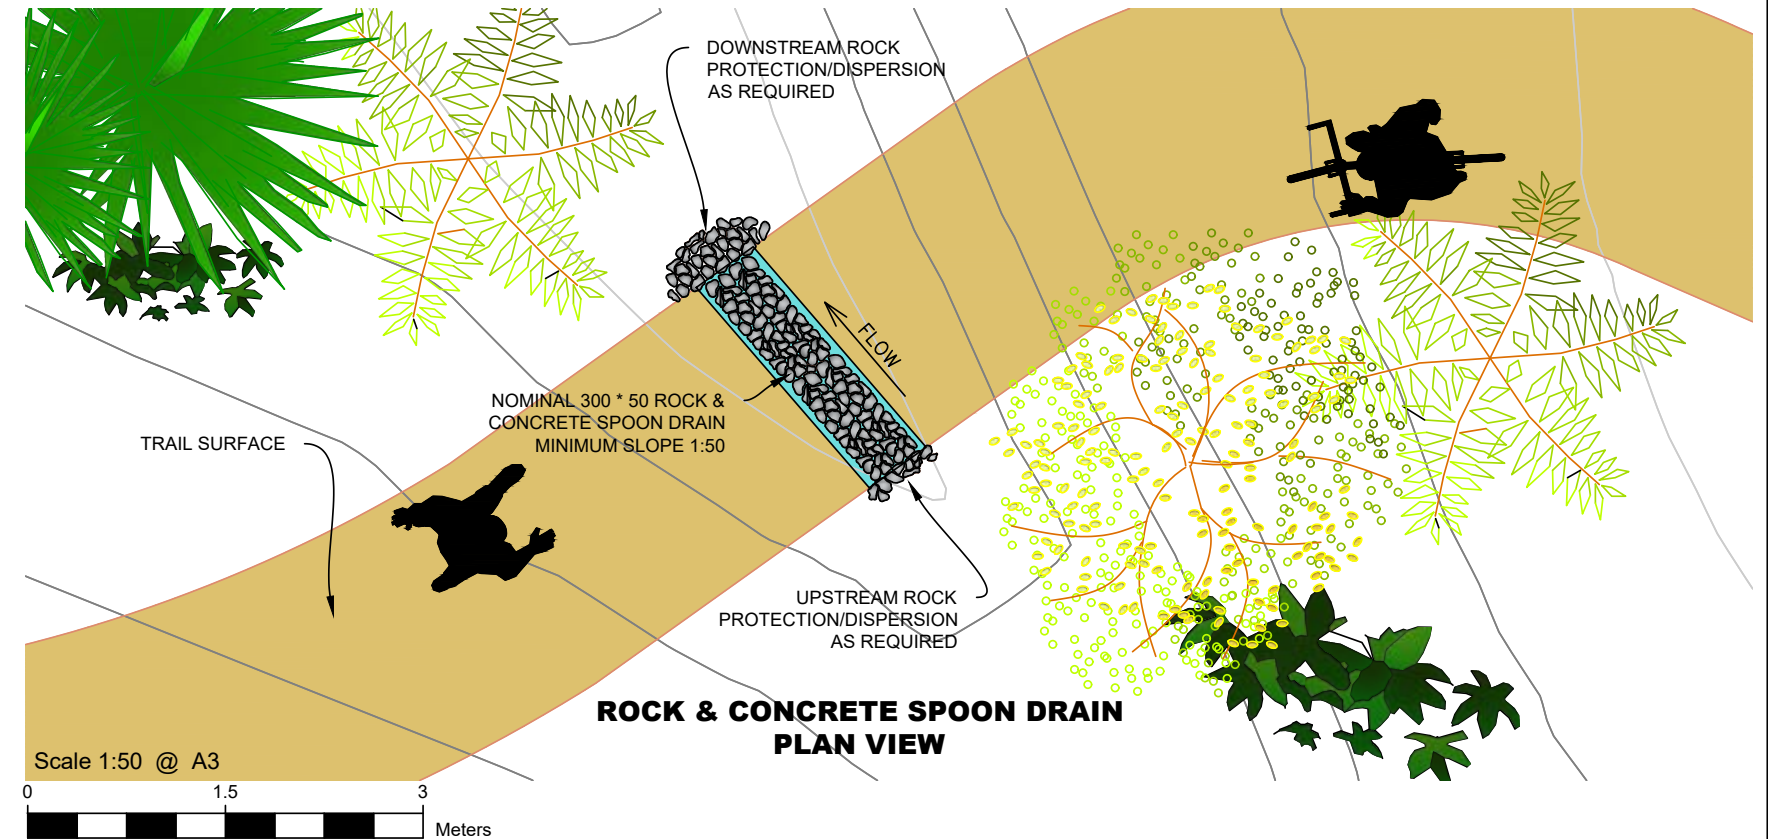 DOWNSTREAM ROCK
PROTECTION/DISPERSION
AS REQUIRED
FLOW
NOMINAL 300 * 50 ROCK &
CONCRETE SPOON DRAIN
MINIMUM SLOPE 1:50
TRAIL SURFACE
UPSTREAM ROCK
PROTECTION/DISPERSION
AS REQUIRED
ROCK & CONCRETE SPOON DRAIN
PLAN VIEW
Scale 1:50 @ A3
0 1.5 3
Meters